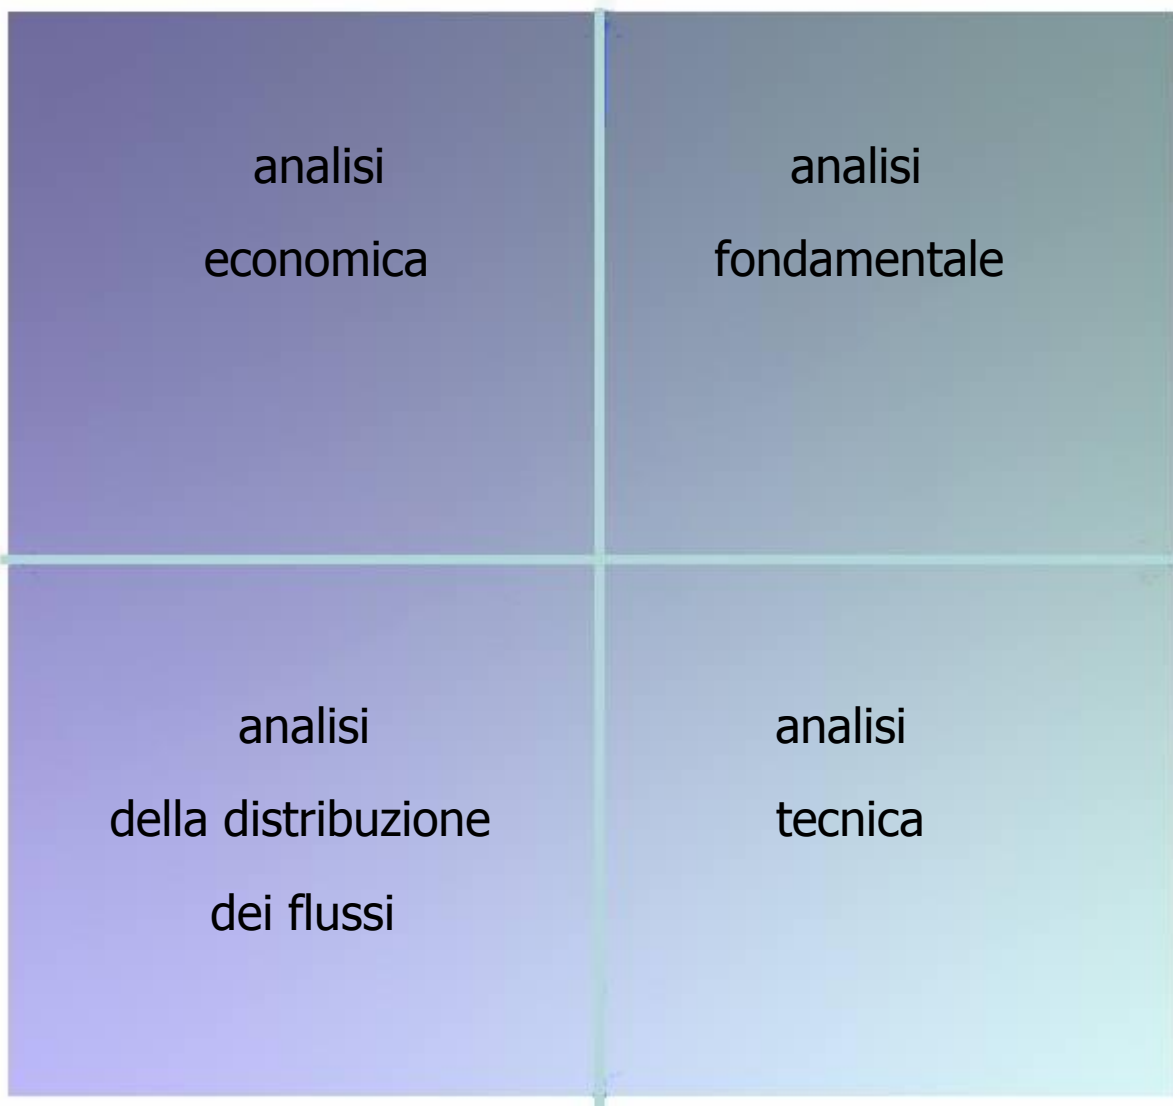 analisi
economica
analisi
fondamentale
analisi
della distribuzione
dei flussi
analisi
tecnica